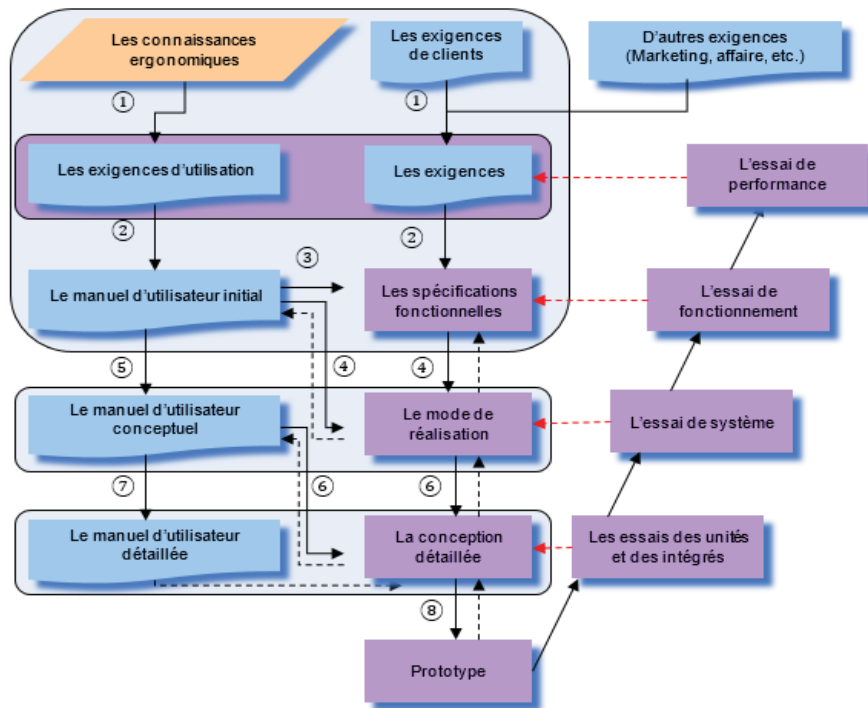 Les connaissances
ergonomiques
Les exigences
de clients
D'autres exigences
(Marketing, affaire, etc.)
①
①
Les exigences d'utilisation
Les exigences
L'essai de
performance
②
②
③
Le manuel d'utilisateur initial
Les spécifications
fonctionnelles
L'essai de
fonctionnement
⑤
④
④
Le manuel d'utilisateur
conceptuel
Le mode de
réalisation
L'essai de système
⑦
⑥
⑥
Le manuel d'utilisateur
détaillée
La conception
détaillée
Les essais des unités
et des intégrés
⑧
Prototype